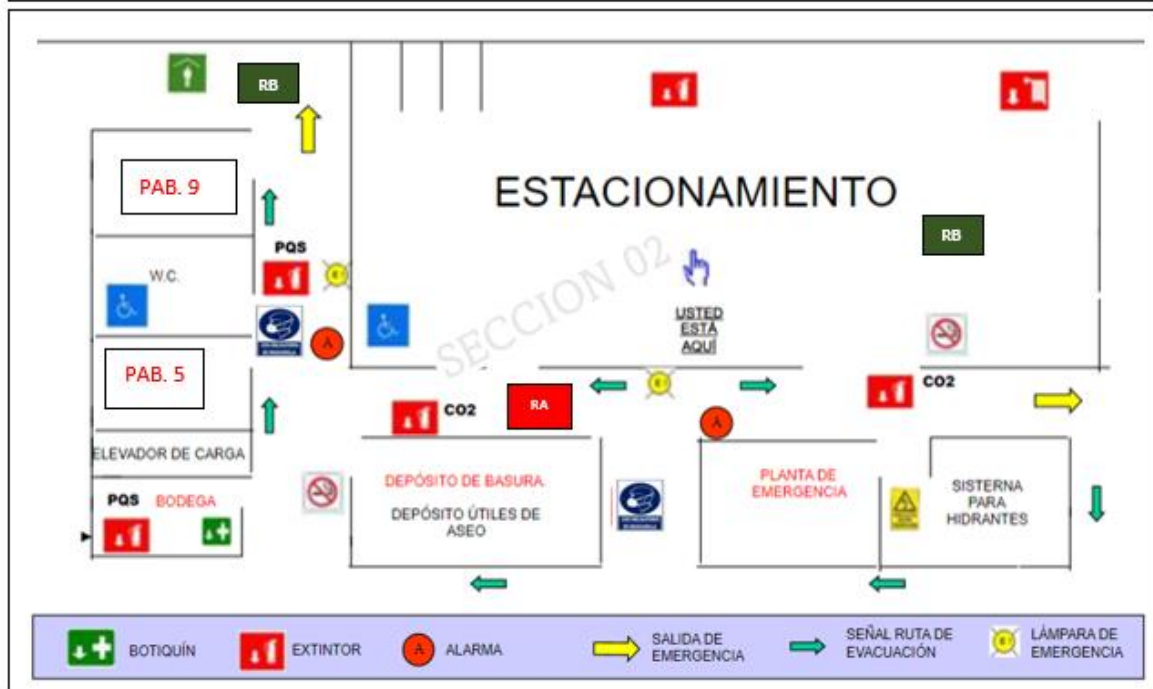 RB
PAB. 9
ESTACIONAMIENTO
RB
PQS
W.C.
SECCION 02
USTED
ESTÁ
AQUÍ
A
PAB. 5
CO2
RA
CO2
A
ELEVADOR DE CARGA
PQS BODEGA
DEPÓSITO DE BASURA.
DEPÓSITO ÚTILES DE
ASEO
PLANTA DE
EMERGENCIA
SISTERNA
PARA
HIDRANTES
BOTIQUÍN
EXTINTOR
A
ALARMA
SALIDA DE
EMERGENCIA
SEÑAL RUTA DE
EVACUACIÓN
LÁMPARA DE
EMERGENCIA